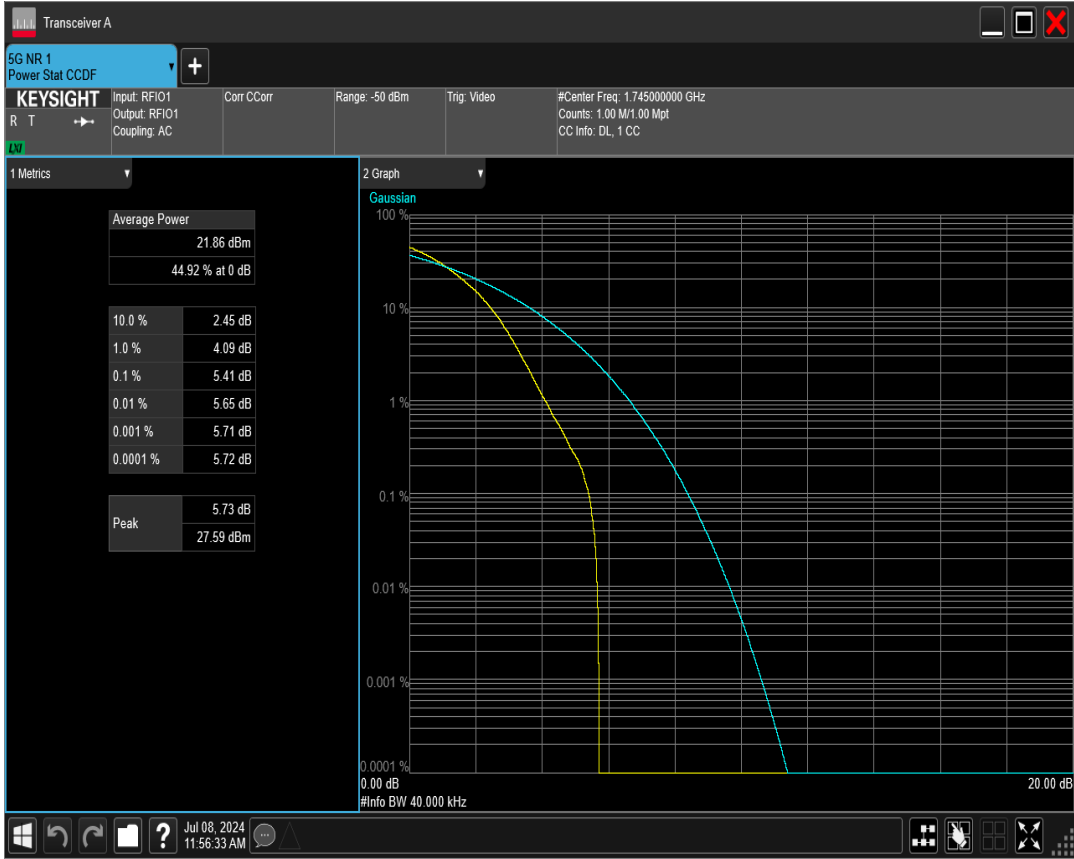 Transceiver A
5G NR 1
Power Stat CCDF
+
KEYSIGHT
R T
LXI
Input: RFIO1
Output: RFIO1
Coupling: AC
Corr CCorr
Range: -50 dBm
Trig: Video
#Center Freq: 1.745000000 GHz
Counts: 1.00 M/1.00 Mpt
CC Info: DL, 1 CC
1 Metrics
Average Power
21.86 dBm
44.92 % at 0 dB
10.0 % 2.45 dB
1.0 % 4.09 dB
0.1 % 5.41 dB
0.01 % 5.65 dB
0.001 % 5.71 dB
0.0001 % 5.72 dB
Peak 5.73 dB
27.59 dBm
2 Graph
Gaussian
100 %
10 %
1 %
0.1 %
0.01 %
0.001 %
0.0001 %
0.00 dB 20.00 dB
#Info BW 40.000 kHz
?
Jul 08, 2024
11:56:33 AM